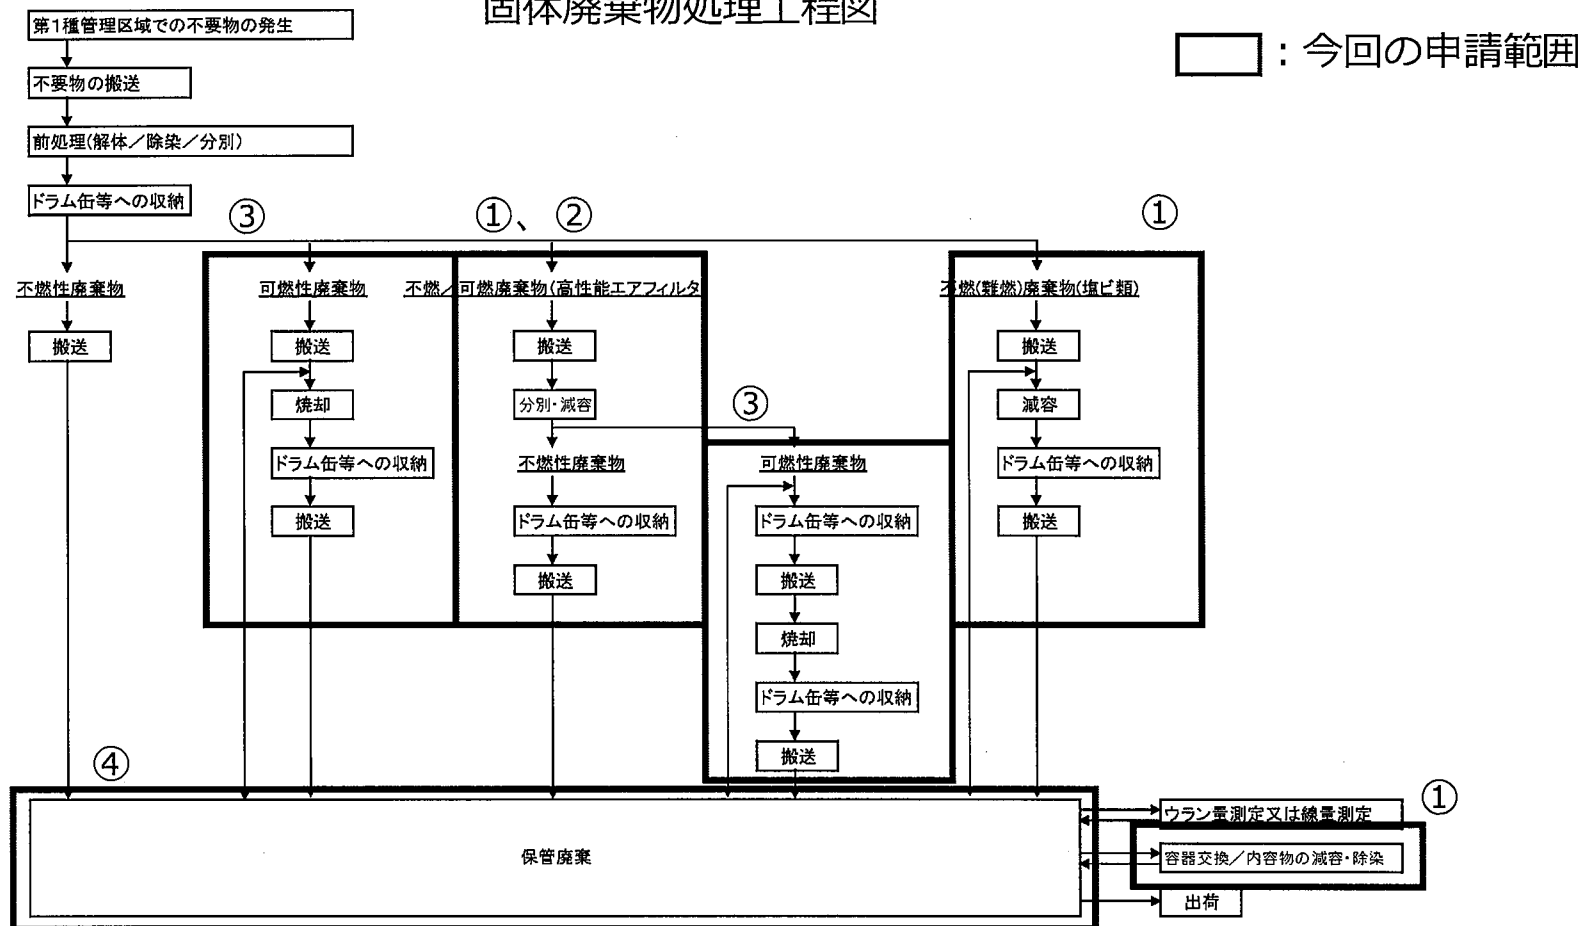 固体廃棄物処理工程図
：今回の申請範囲
第1種管理区域での不要物の発生
不要物の搬送
前処理(解体／除染／分別)
ドラム缶等への収納
不燃性廃棄物
搬送
③
可燃性廃棄物
搬送
焼却
ドラム缶等への収納
搬送
①、②
不燃／可燃廃棄物(高性能エアフィルタ
搬送
分別・減容
不燃性廃棄物
ドラム缶等への収納
搬送
③
可燃性廃棄物
ドラム缶等への収納
搬送
焼却
ドラム缶等への収納
搬送
①
不燃(難燃)廃棄物(塩ビ類)
搬送
減容
ドラム缶等への収納
搬送
④
保管廃棄
①
ウラン量測定又は線量測定
容器交換／内容物の減容・除染
出荷